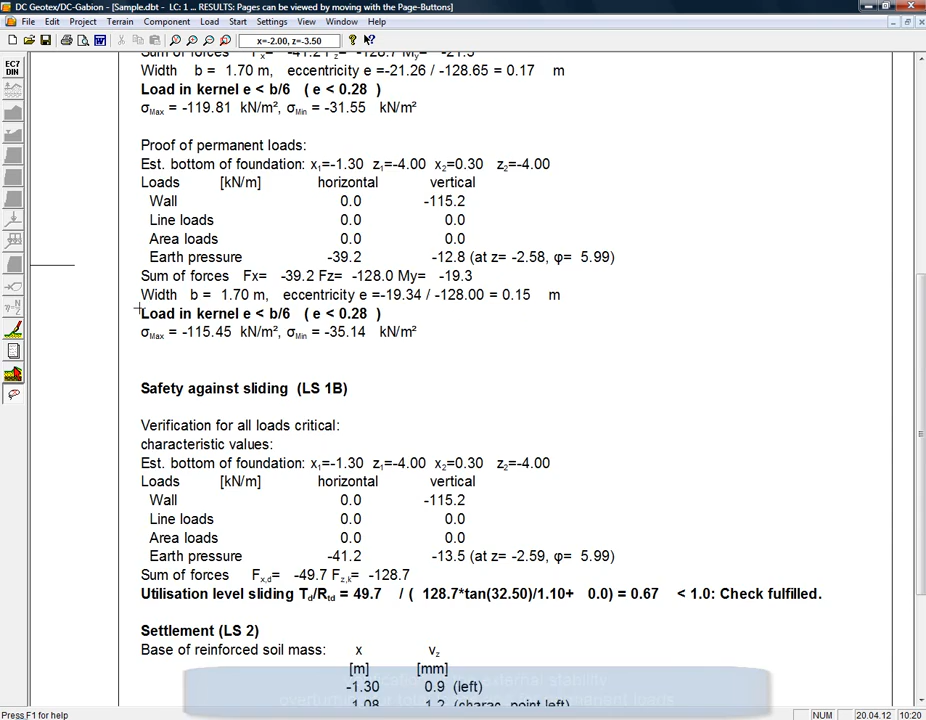 DC Geotex/DC-Gabion - [Sample.dbt - LC: 1 ... RESULTS: Pages can be viewed by moving with the Page-Buttons]
File Edit Project Terrain Component Load Start Settings View Window Help
x=-2.00, z=-3.50
EC7
DIN
Width b = 1.70 m, eccentricity e =-21.26 / -128.65 = 0.17 m
Load in kernel e < b/6 ( e < 0.28 )
σMax = -119.81 kN/m², σMin = -31.55 kN/m²
Proof of permanent loads:
Est. bottom of foundation: x1=-1.30 z1=-4.00 x2=0.30 z2=-4.00
Loads [kN/m] horizontal vertical
Wall 0.0 -115.2
Line loads 0.0 0.0
Area loads 0.0 0.0
Earth pressure -39.2 -12.8 (at z= -2.58, φ= 5.99)
Sum of forces Fx= -39.2 Fz= -128.0 My= -19.3
Width b = 1.70 m, eccentricity e =-19.34 / -128.00 = 0.15 m
Load in kernel e < b/6 ( e < 0.28 )
σMax = -115.45 kN/m², σMin = -35.14 kN/m²
Safety against sliding (LS 1B)
Verification for all loads critical:
characteristic values:
Est. bottom of foundation: x1=-1.30 z1=-4.00 x2=0.30 z2=-4.00
Loads [kN/m] horizontal vertical
Wall 0.0 -115.2
Line loads 0.0 0.0
Area loads 0.0 0.0
Earth pressure -41.2 -13.5 (at z= -2.59, φ= 5.99)
Sum of forces Fx,d= -49.7 Fz,k= -128.7
Utilisation level sliding Td/Rtd = 49.7 / ( 128.7*tan(32.50)/1.10+ 0.0) = 0.67 < 1.0: Check fulfilled.
Settlement (LS 2)
Base of reinforced soil mass: x vz
[m] [mm]
-1.30 0.9 (left)
Press F1 for help NUM 20.04.12 10:20